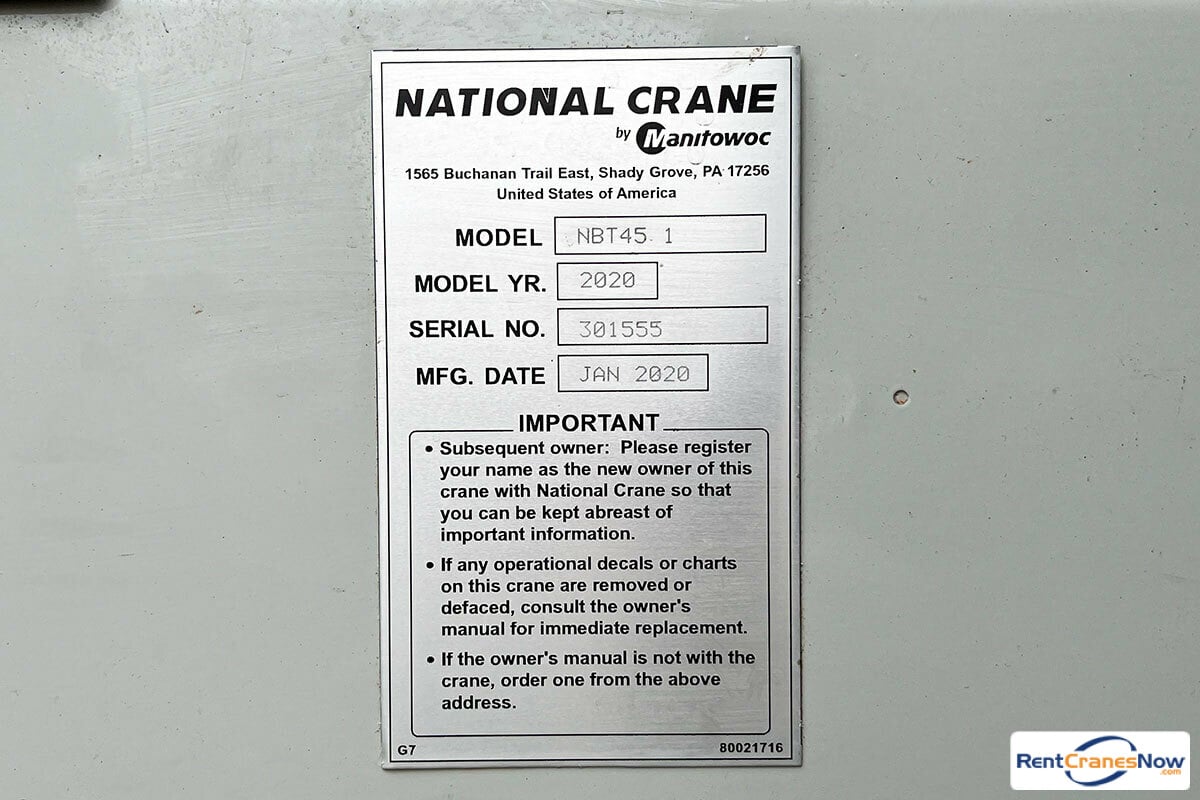 NATIONAL CRANE
by Manitowoc
1565 Buchanan Trail East, Shady Grove, PA 17256
United States of America
MODEL NBT45 1
MODEL YR. 2020
SERIAL NO. 301555
MFG. DATE JAN 2020
IMPORTANT
• Subsequent owner: Please register
your name as the new owner of this
crane with National Crane so that
you can be kept abreast of
important information.
• If any operational decals or charts
on this crane are removed or
defaced, consult the owner's
manual for immediate replacement.
• If the owner's manual is not with the
crane, order one from the above
address.
G7 80021716
RentCranesNow
.com